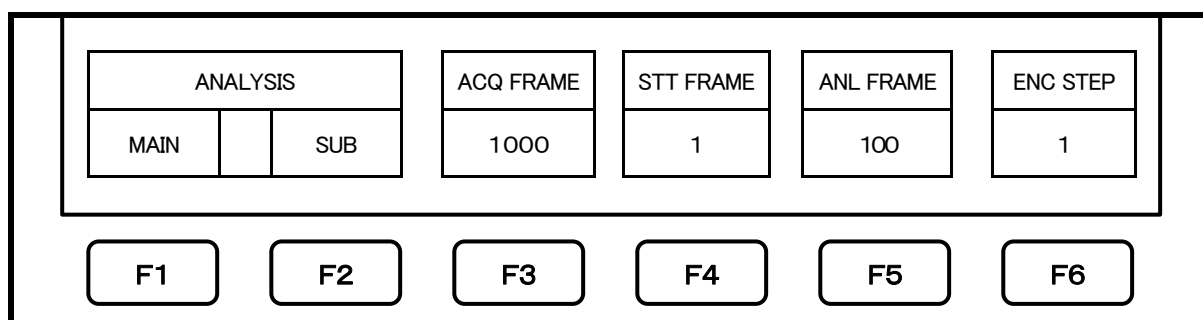 ANALYSIS ACQ FRAME STT FRAME ANL FRAME ENC STEP
MAIN SUB 1000 1 100 1
F1 F2 F3 F4 F5 F6